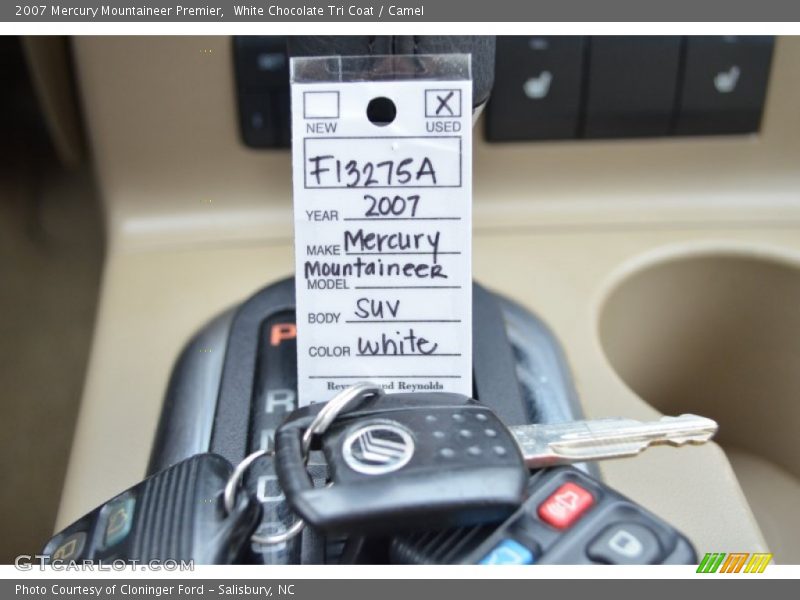 2007 Mercury Mountaineer Premier,  White Chocolate Tri Coat / Camel
X
NEW USED
F13275A
YEAR 2007
MAKE Mercury
Mountaineer
MODEL
BODY SUV
COLOR White
Reynolds and Reynolds
P
R
N
D
GTCARLOT.COM
Photo Courtesy of Cloninger Ford – Salisbury, NC